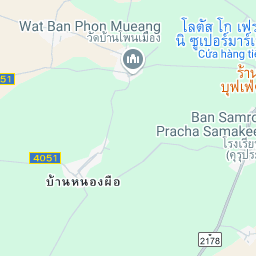 Wat Ban Phon Mueang
วัดบ้านโพนเมือง
โลตัส โก เฟร
นิ ซูเปอร์มาร์เ
Cửa hàng tiệ
ร้าน
บุฟเฟ่
4051
Ban Samro
Pracha Samakee
โรงเรีย
(คุรุประ
4051
บ้านหนองผือ
2178